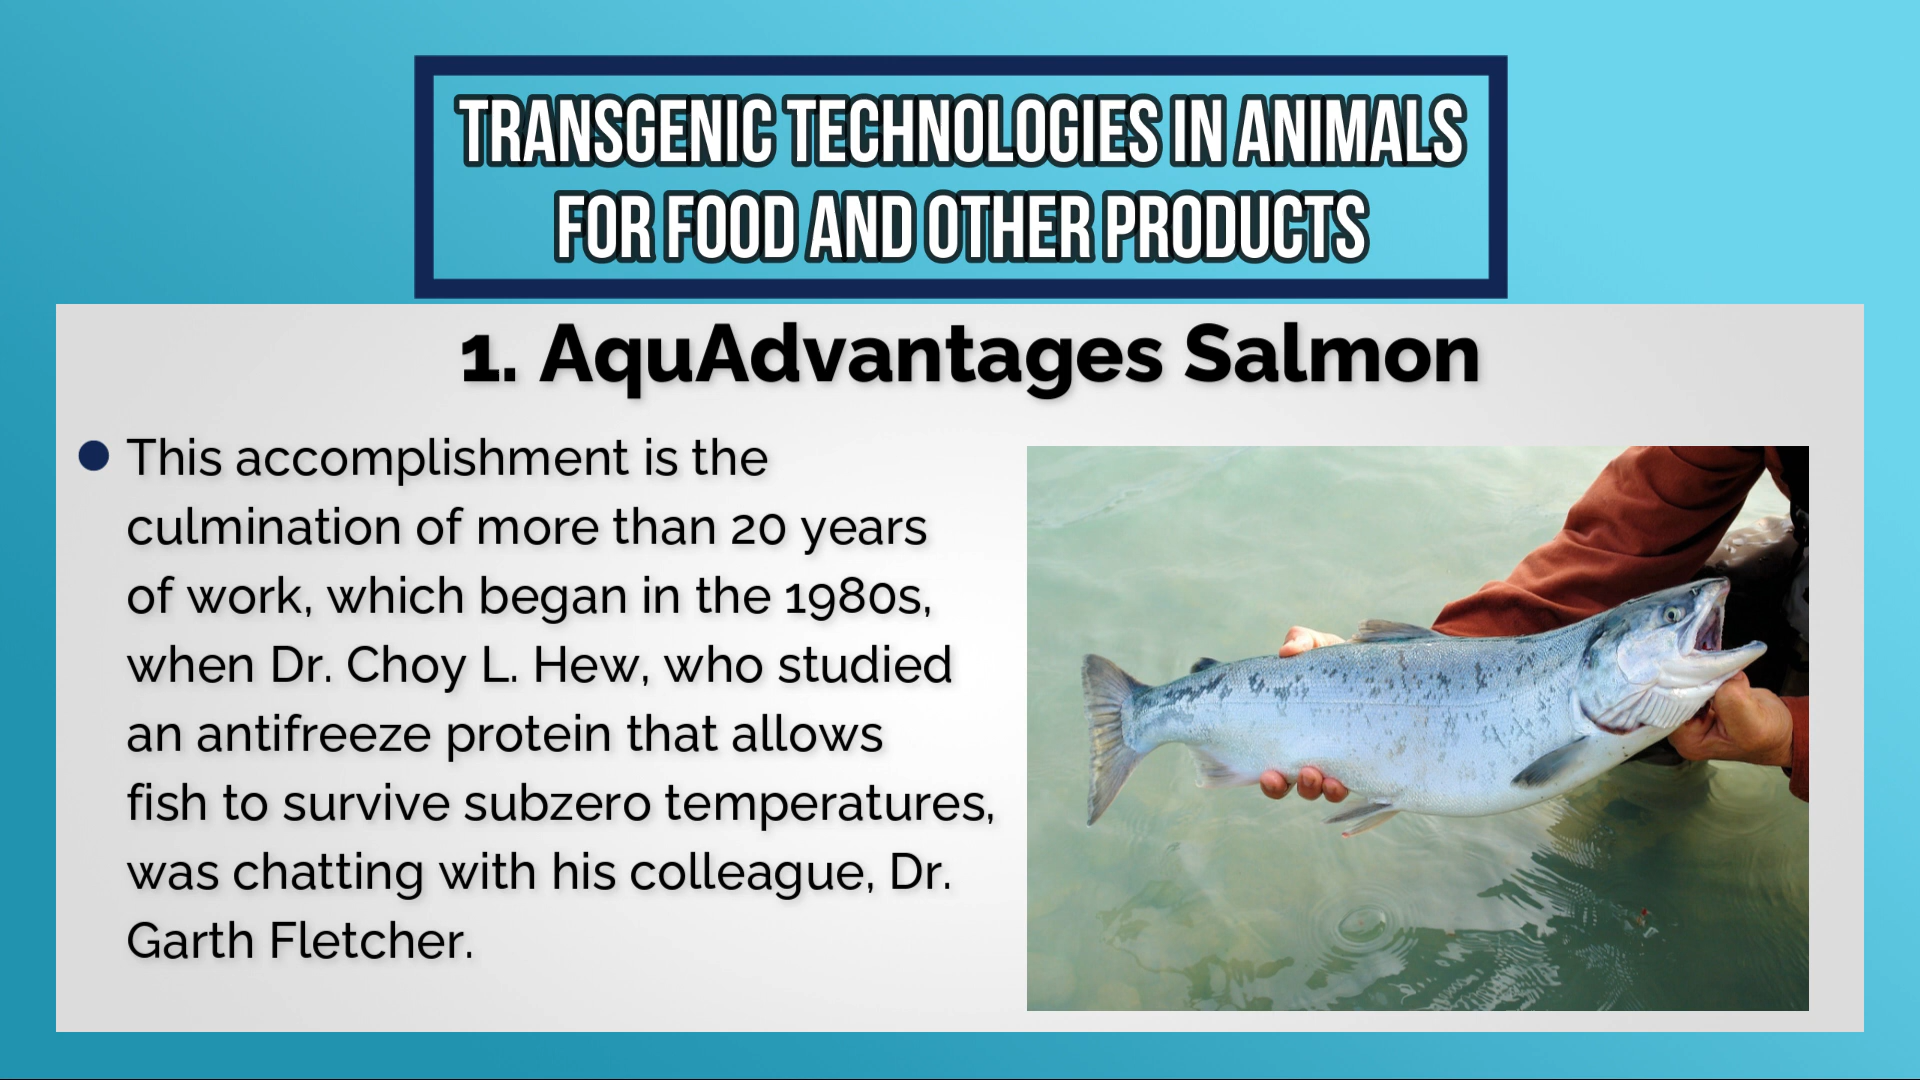 TRANSGENIC TECHNOLOGIES IN ANIMALS
FOR FOOD AND OTHER PRODUCTS
1. AquAdvantages Salmon
This accomplishment is the
culmination of more than 20 years
of work, which began in the 1980s,
when Dr. Choy L. Hew, who studied
an antifreeze protein that allows
fish to survive subzero temperatures,
was chatting with his colleague, Dr.
Garth Fletcher.